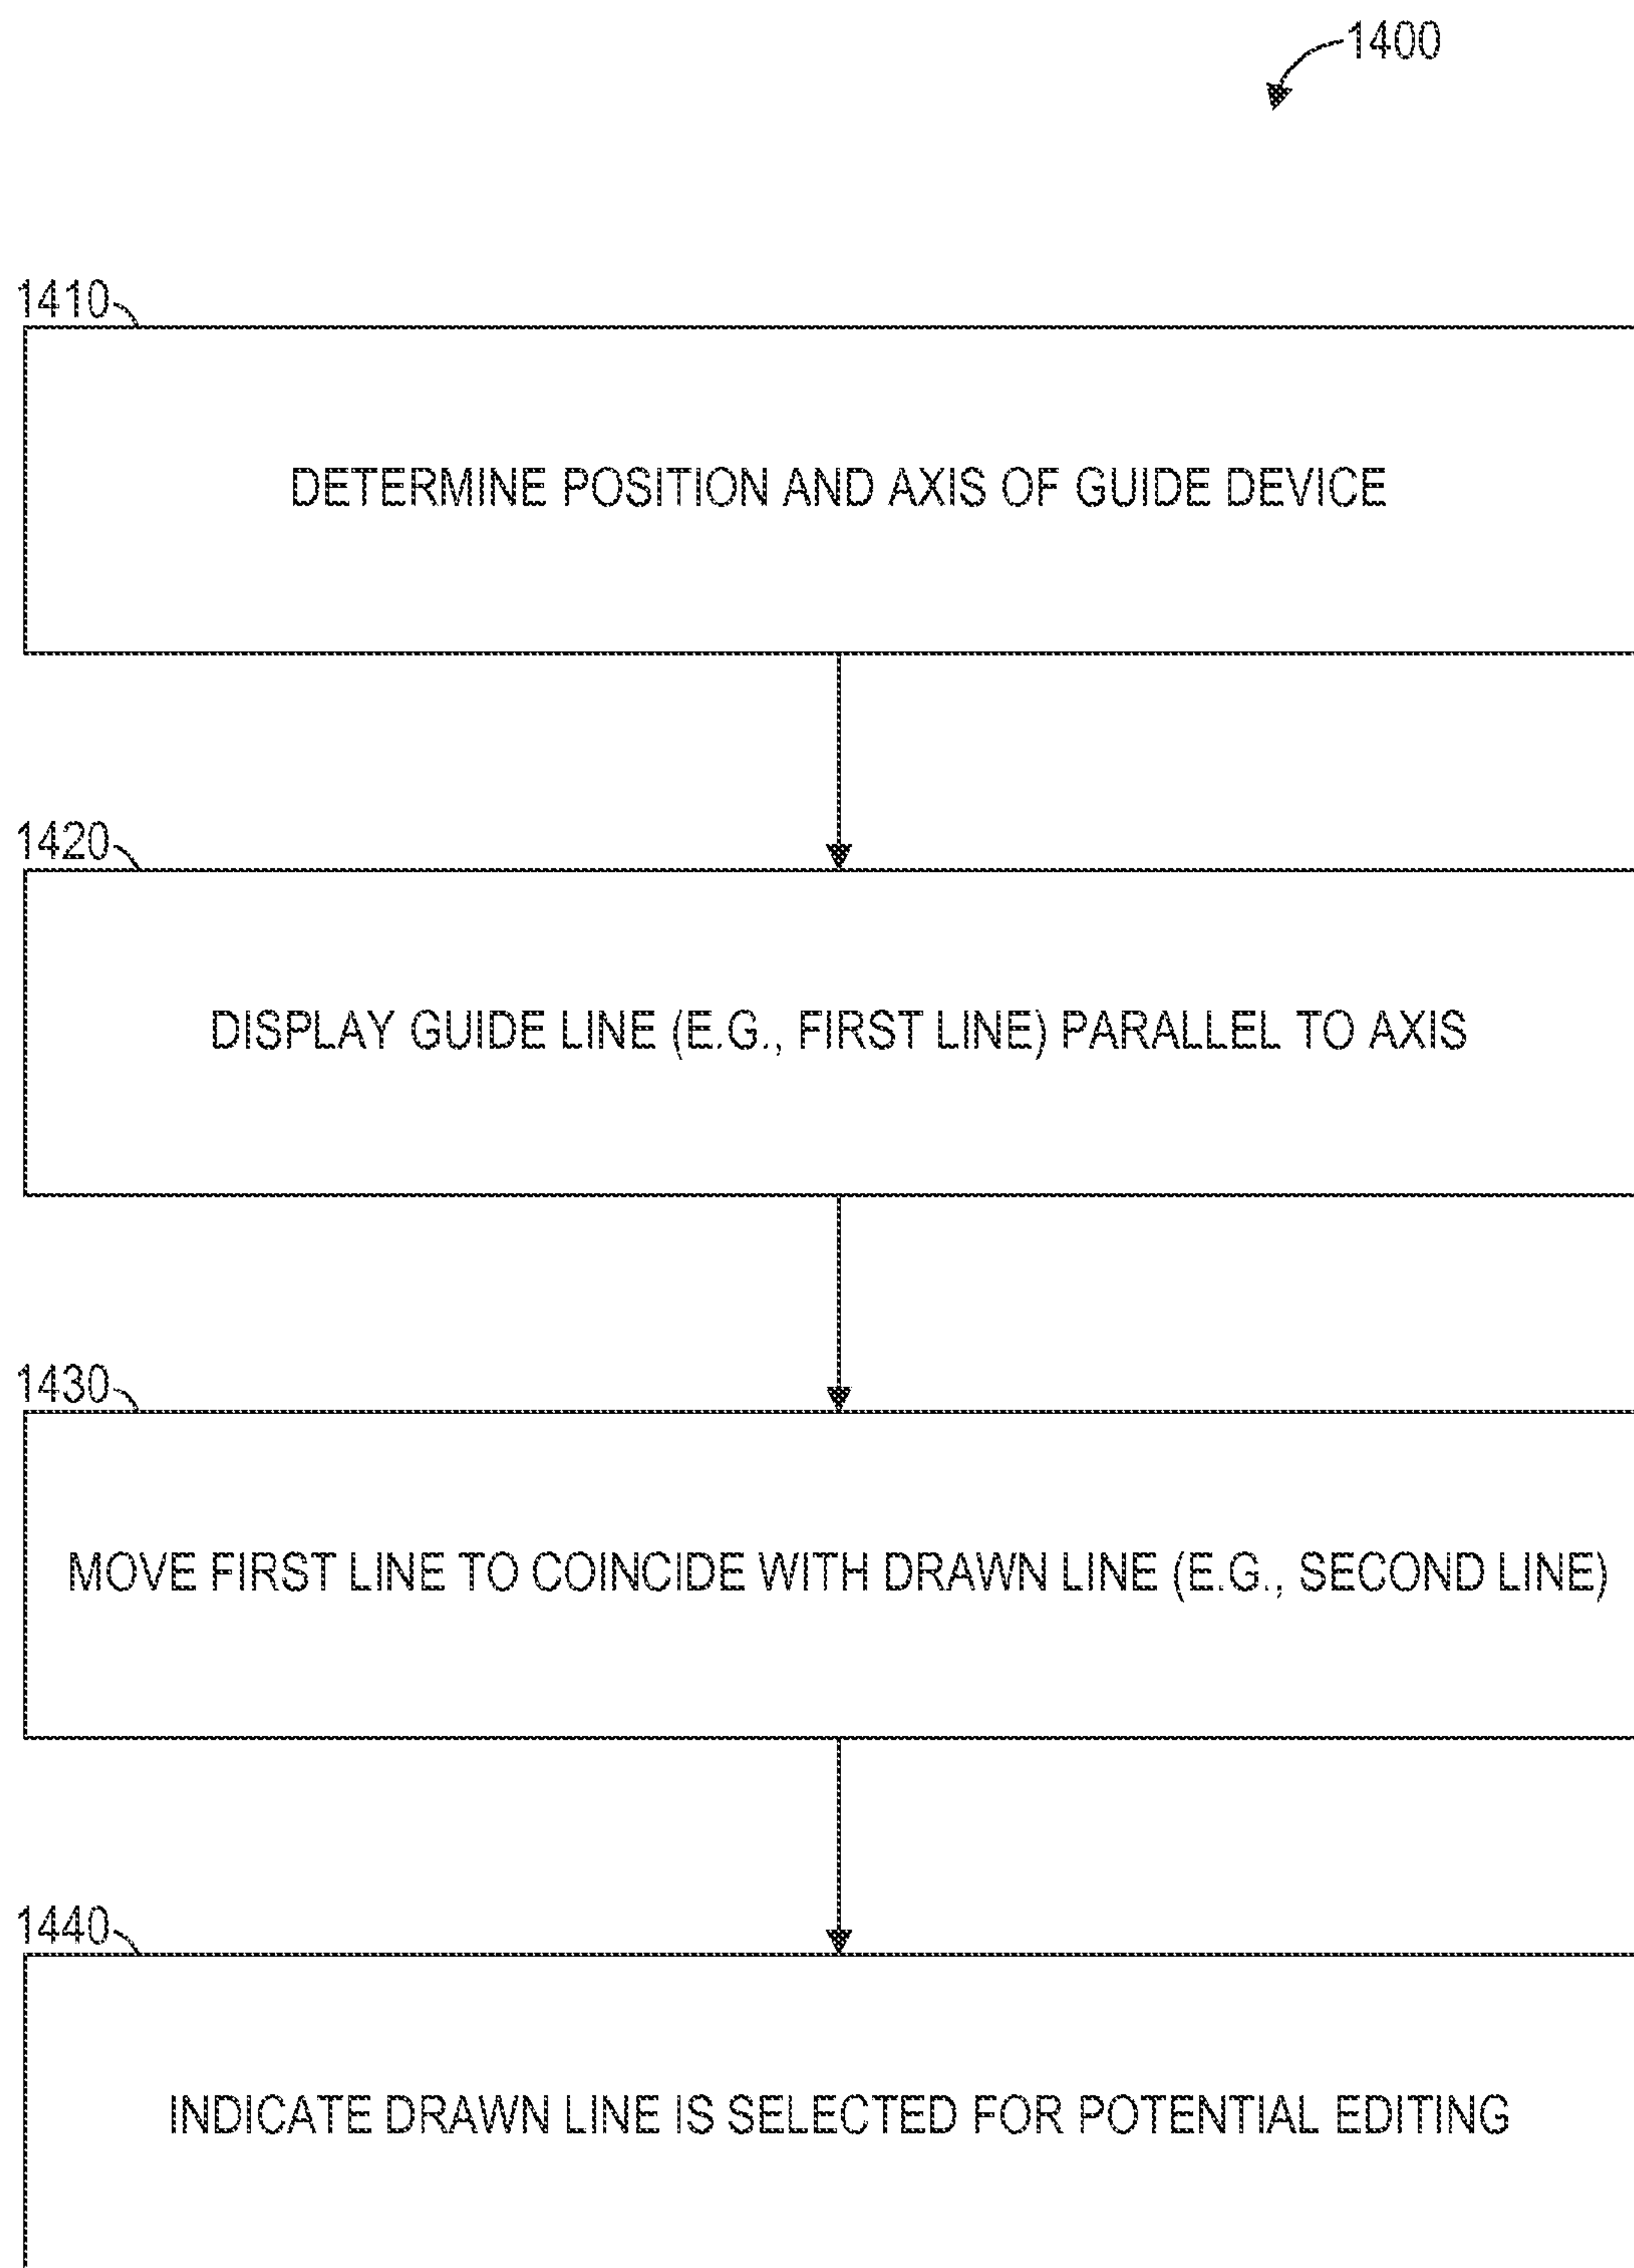 1400
1410
DETERMINE POSITION AND AXIS OF GUIDE DEVICE
1420
DISPLAY GUIDE LINE (E.G., FIRST LINE) PARALLEL TO AXIS
1430
MOVE FIRST LINE TO COINCIDE WITH DRAWN LINE (E.G., SECOND LINE)
1440
INDICATE DRAWN LINE IS SELECTED FOR POTENTIAL EDITING